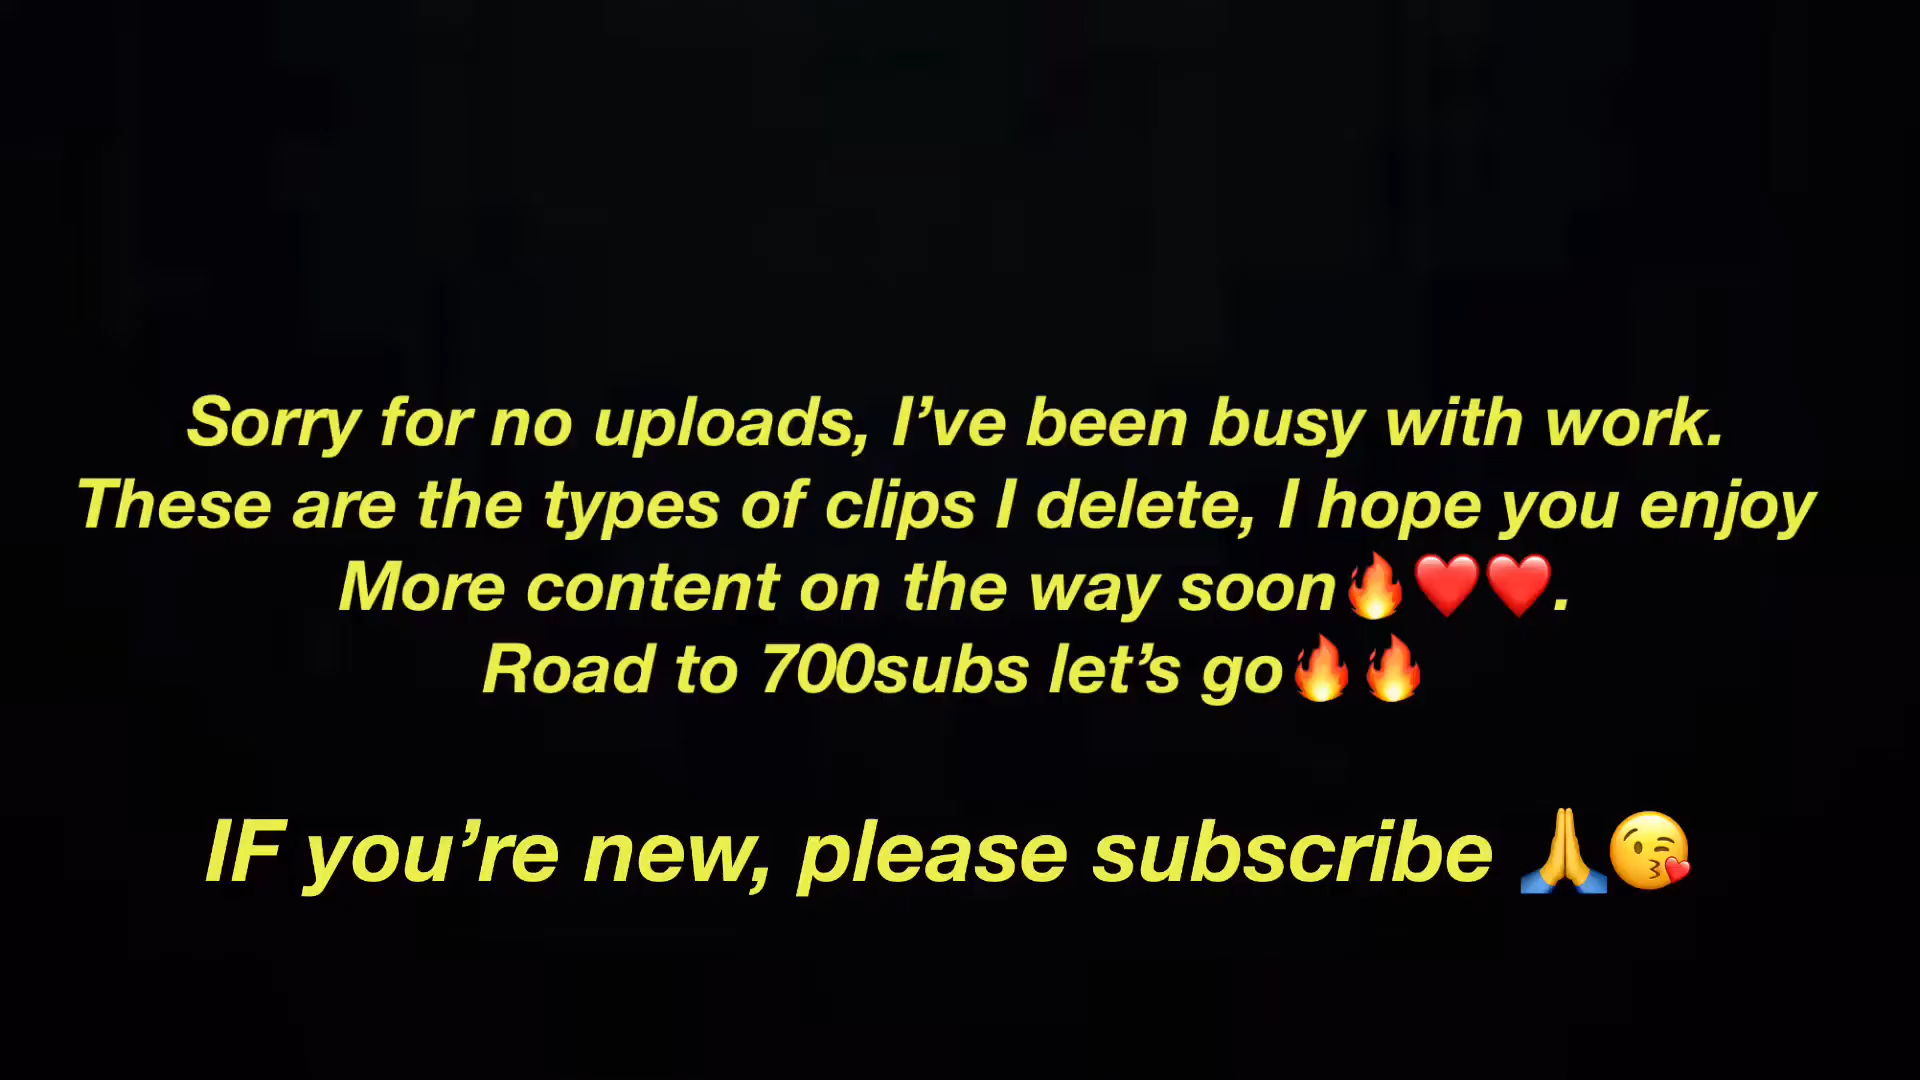 Sorry for no uploads, I’ve been busy with work.
These are the types of clips I delete, I hope you enjoy
More content on the way soon🔥❤️❤️.
Road to 700subs let’s go🔥🔥
IF you’re new, please subscribe 🙏😘